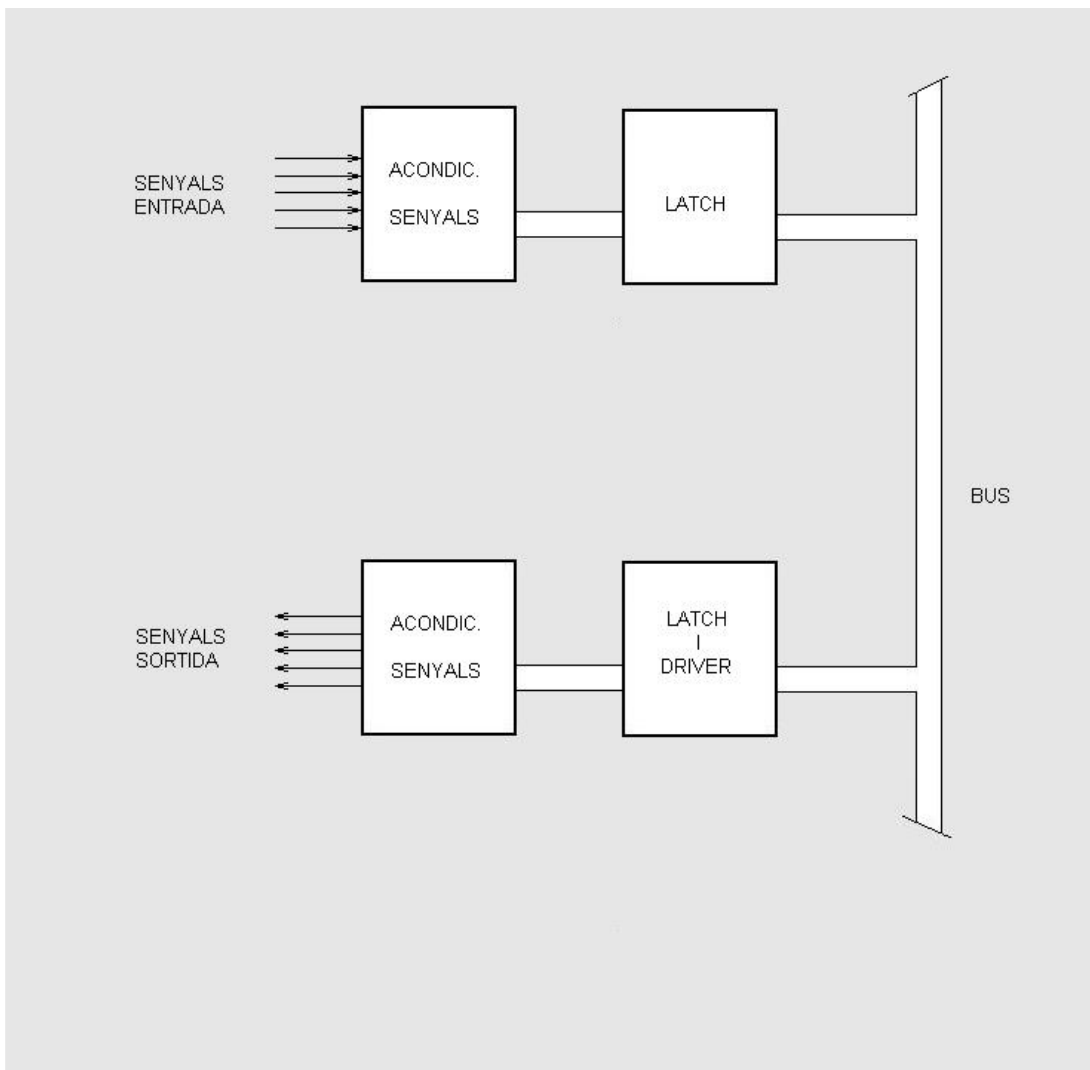 SENYALS
ENTRADA
ACONDIC.
SENYALS
LATCH
BUS
SENYALS
SORTIDA
ACONDIC.
SENYALS
LATCH
I
DRIVER